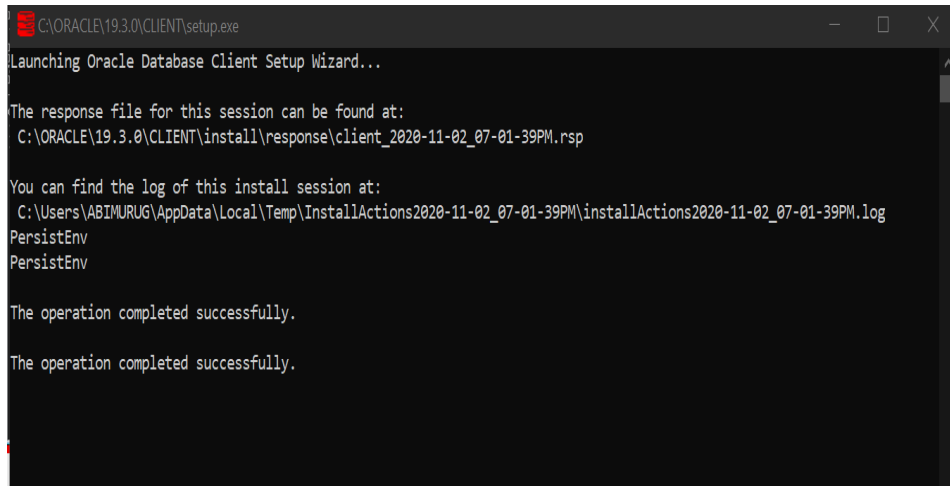 C:\ORACLE\19.3.0\CLIENT\setup.exe
Launching Oracle Database Client Setup Wizard...
The response file for this session can be found at:
C:\ORACLE\19.3.0\CLIENT\install\response\client_2020-11-02_07-01-39PM.rsp
You can find the log of this install session at:
C:\Users\ABIMURUG\AppData\Local\Temp\InstallActions2020-11-02_07-01-39PM\installActions2020-11-02_07-01-39PM.log
PersistEnv
PersistEnv
The operation completed successfully.
The operation completed successfully.